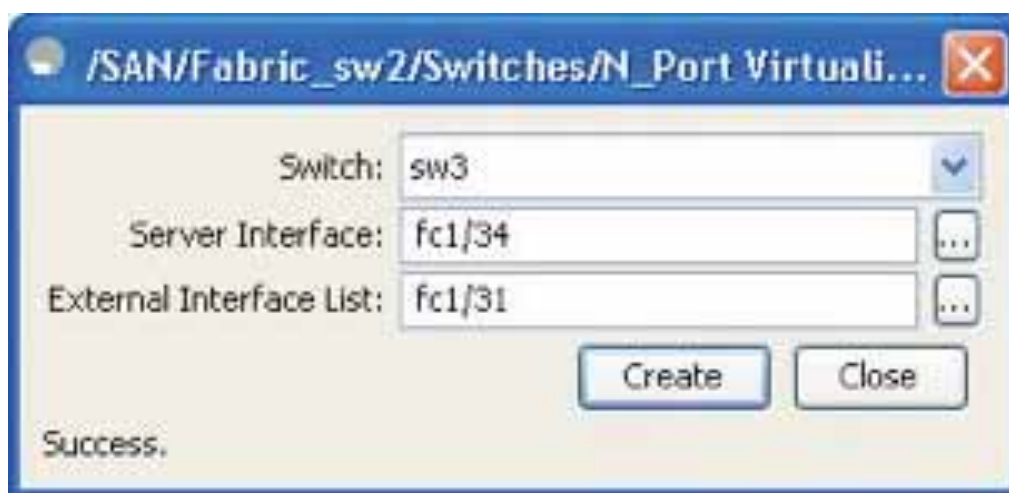 /SAN/Fabric_sw2/Switches/N_Port Virtuali...
Switch: sw3
Server Interface: fc1/34 ...
External Interface List: fc1/31 ...
Create Close
Success.